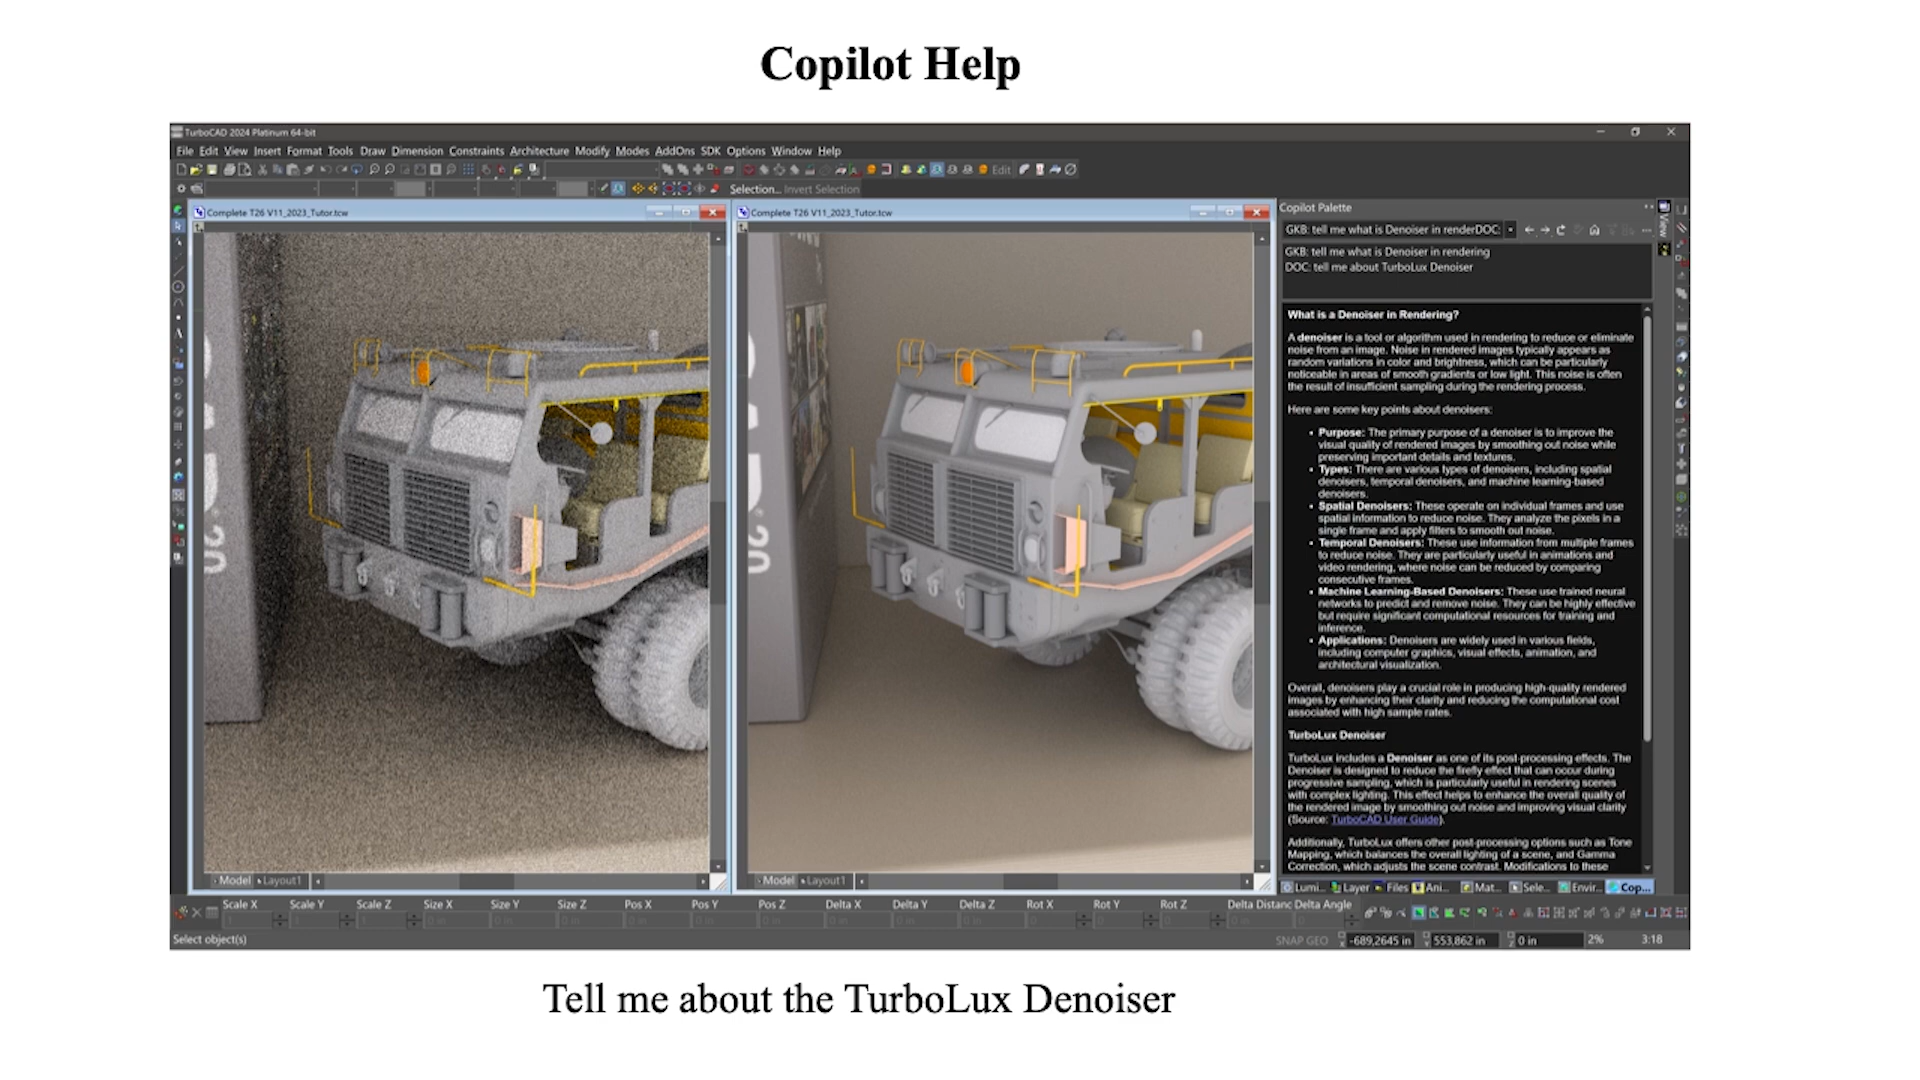 Copilot Help
TurboCAD 2024 Platinum 64-bit
File Edit View Insert Format Tools Draw Dimension Constraints Architecture Modify Modes AddOns SDK Options Window Help
Edit
Selection... Invert Selection
Complete T26 V11_2023_Tutor.tcw
Complete T26 V11_2023_Tutor.tcw
Copilot Palette
GKB: tell me what is Denoiser in renderDOC:
GKB: tell me what is Denoiser in rendering
DOC: tell me about TurboLux Denoiser
View
What is a Denoiser in Rendering?
A denoiser is a tool or algorithm used in rendering to reduce or eliminate
noise from an image. Noise in rendered images typically appears as
random variations in color and brightness, which can be particularly
noticeable in areas of smooth gradients or low light. This noise is often
the result of insufficient sampling during the rendering process.
Here are some key points about denoisers:
• Purpose: The primary purpose of a denoiser is to improve the
visual quality of rendered images by smoothing out noise while
preserving important details and textures.
• Types: There are various types of denoisers, including spatial
denoisers, temporal denoisers, and machine learning-based
denoisers.
• Spatial Denoisers: These operate on individual frames and use
spatial information to reduce noise. They analyze the pixels in a
single frame and apply filters to smooth out noise.
• Temporal Denoisers: These use information from multiple frames
to reduce noise. They are particularly useful in animations and
video rendering, where noise can be reduced by comparing
consecutive frames.
• Machine Learning-Based Denoisers: These use trained neural
networks to predict and remove noise. They can be highly effective
but require significant computational resources for training and
inference.
• Applications: Denoisers are widely used in various fields,
including computer graphics, visual effects, animation, and
architectural visualization.
Overall, denoisers play a crucial role in producing high-quality rendered
images by enhancing their clarity and reducing the computational cost
associated with high sample rates.
TurboLux Denoiser
TurboLux includes a Denoiser as one of its post-processing effects. The
Denoiser is designed to reduce the firefly effect that can occur during
progressive sampling, which is particularly useful in rendering scenes
with complex lighting. This effect helps to enhance the overall quality of
the rendered image by smoothing out noise and improving visual clarity
(Source: TurboCAD User Guide).
Additionally, TurboLux offers other post-processing options such as Tone
Mapping, which balances the overall lighting of a scene, and Gamma
Correction, which adjusts the scene contrast. Modifications to these
Model Layout1
Model Layout1
Lumi... Layer Files Ani... Mat... Sele... Envir... Cop...
Scale X Scale Y Scale Z Size X Size Y Size Z Pos X Pos Y Pos Z Delta X Delta Y Delta Z Rot X Rot Y Rot Z Delta Distanc Delta Angle
Select object(s)
SNAP GEO -689,2645 in 553,862 in 0 in 2% 3:18
Tell me about the TurboLux Denoiser